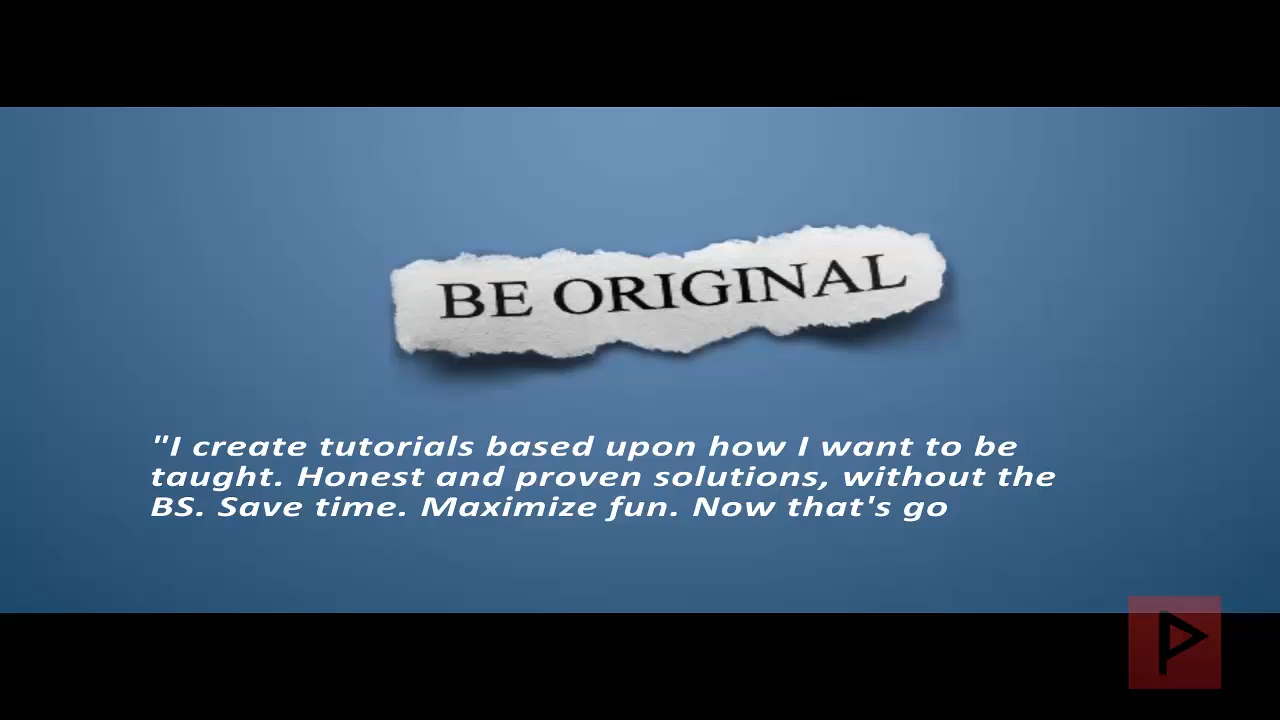 BE ORIGINAL
"I create tutorials based upon how I want to be
taught. Honest and proven solutions, without the
BS. Save time. Maximize fun. Now that's go